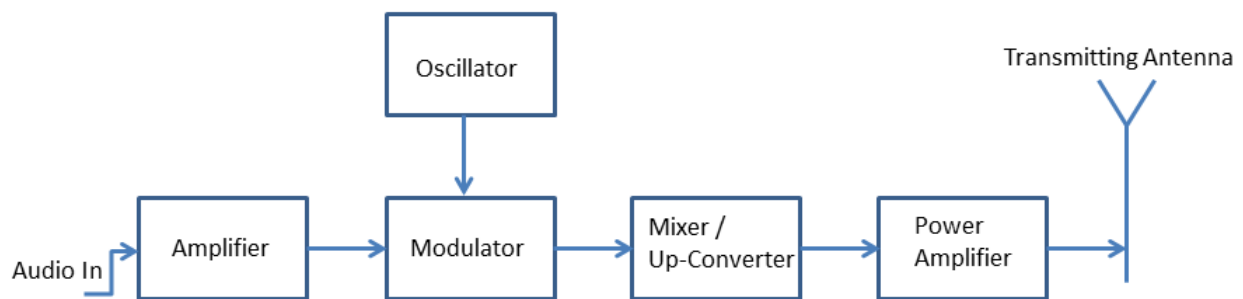 Oscillator
Transmitting Antenna
Audio In
Amplifier
Modulator
Mixer /
Up-Converter
Power
Amplifier